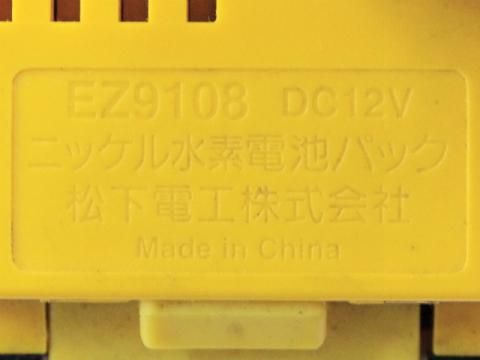 EZ9108 DC12V
ニッケル水素電池パック
松下電工株式会社
Made in China